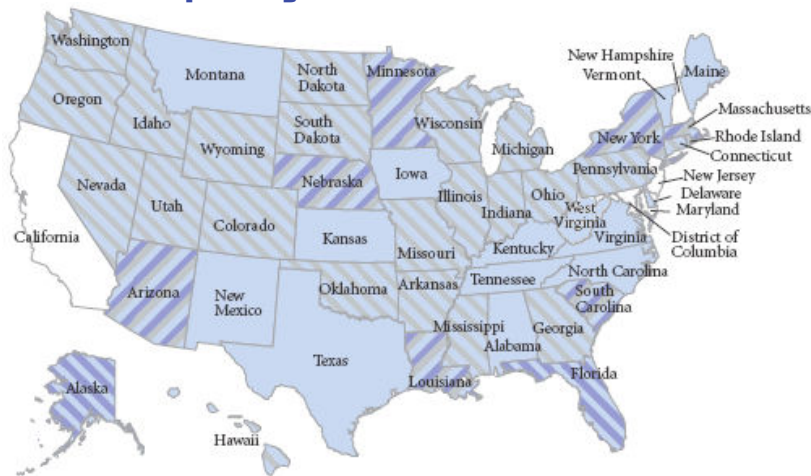 Washington
Montana
North
Dakota
Minnesota
New Hampshire
Vermont
Maine
Oregon
Idaho
South
Dakota
Wisconsin
Massachusetts
New York
Rhode Island
Connecticut
Wyoming
Michigan
Pennsylvania
New Jersey
Delaware
Maryland
Nevada
Nebraska
Iowa
Illinois
Indiana
Ohio
West
Virginia
Virginia
District of
Columbia
California
Utah
Colorado
Kansas
Missouri
Kentucky
Arizona
New
Mexico
Oklahoma
Arkansas
Tennessee
North Carolina
South
Carolina
Mississippi
Alabama
Georgia
Texas
Louisiana
Florida
Alaska
Hawaii